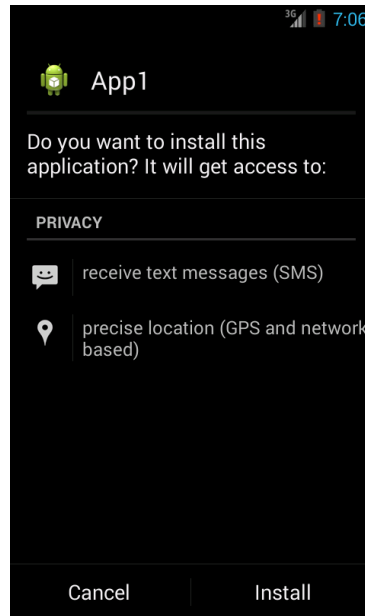 3G 7:06
App1
Do you want to install this
application? It will get access to:
PRIVACY
receive text messages (SMS)
precise location (GPS and network
based)
Cancel Install